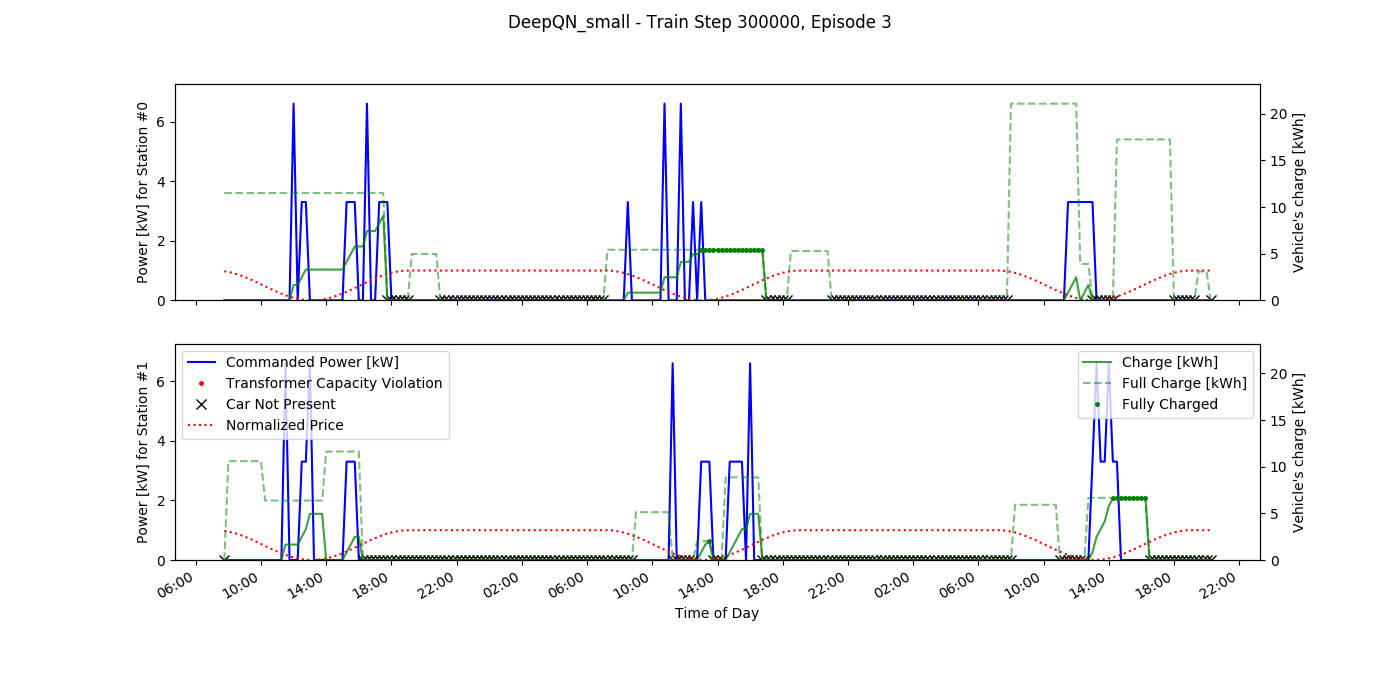 DeepQN_small - Train Step 300000, Episode 3
Power [kW] for Station #0
0
2
4
6
0
5
10
15
20
Vehicle's charge [kWh]
Power [kW] for Station #1
0
2
4
6
Commanded Power [kW]
Transformer Capacity Violation
Car Not Present
Normalized Price
Charge [kWh]
Full Charge [kWh]
Fully Charged
0
5
10
15
20
Vehicle's charge [kWh]
06:00 10:00 14:00 18:00 22:00 02:00 06:00 10:00 14:00 18:00 22:00 02:00 06:00 10:00 14:00 18:00 22:00
Time of Day